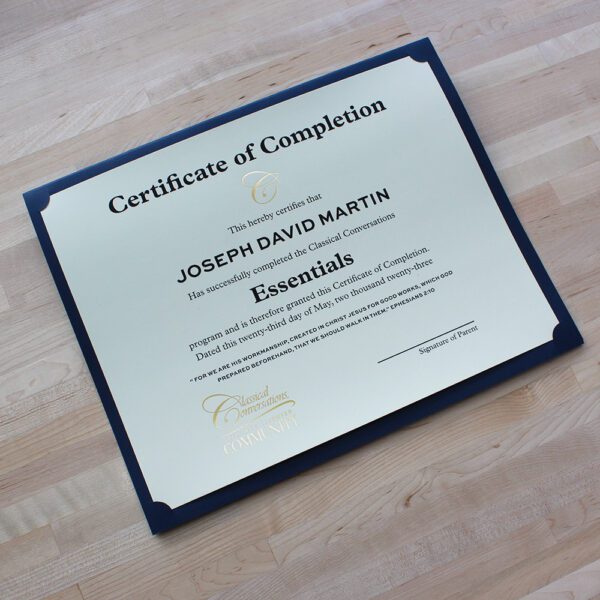 Certificate of Completion
C
This hereby certifies that
JOSEPH DAVID MARTIN
Has successfully completed the Classical Conversations
Essentials
program and is therefore granted this Certificate of Completion.
Dated this twenty-third day of May, two thousand twenty-three
"FOR WE ARE HIS WORKMANSHIP, CREATED IN CHRIST JESUS FOR GOOD WORKS, WHICH GOD
PREPARED BEFOREHAND, THAT WE SHOULD WALK IN THEM." EPHESIANS 2:10
Signature of Parent
Classical
Conversations.
COMMUNITY